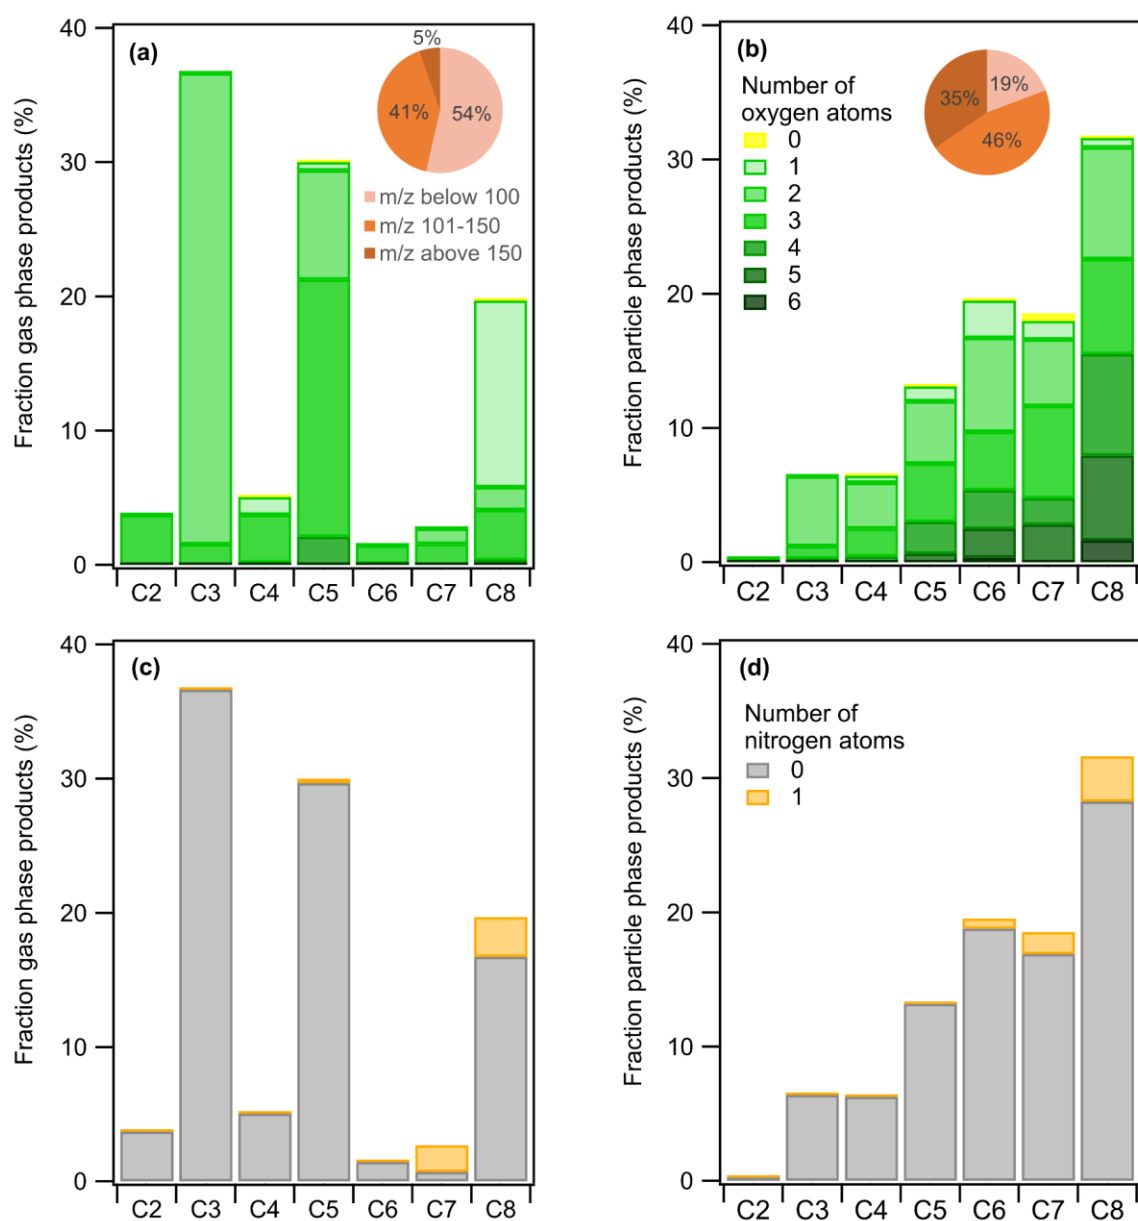 (a)
40
30
20
10
0
Fraction gas phase products (%)
5%
41%
54%
m/z below 100
m/z 101-150
m/z above 150
C2 C3 C4 C5 C6 C7 C8
(b)
40
30
20
10
0
Fraction particle phase products (%)
Number of
oxygen atoms
0
1
2
3
4
5
6
35%
19%
46%
C2 C3 C4 C5 C6 C7 C8
(c)
40
30
20
10
0
Fraction gas phase products (%)
C2 C3 C4 C5 C6 C7 C8
(d)
40
30
20
10
0
Fraction particle phase products (%)
Number of
nitrogen atoms
0
1
C2 C3 C4 C5 C6 C7 C8